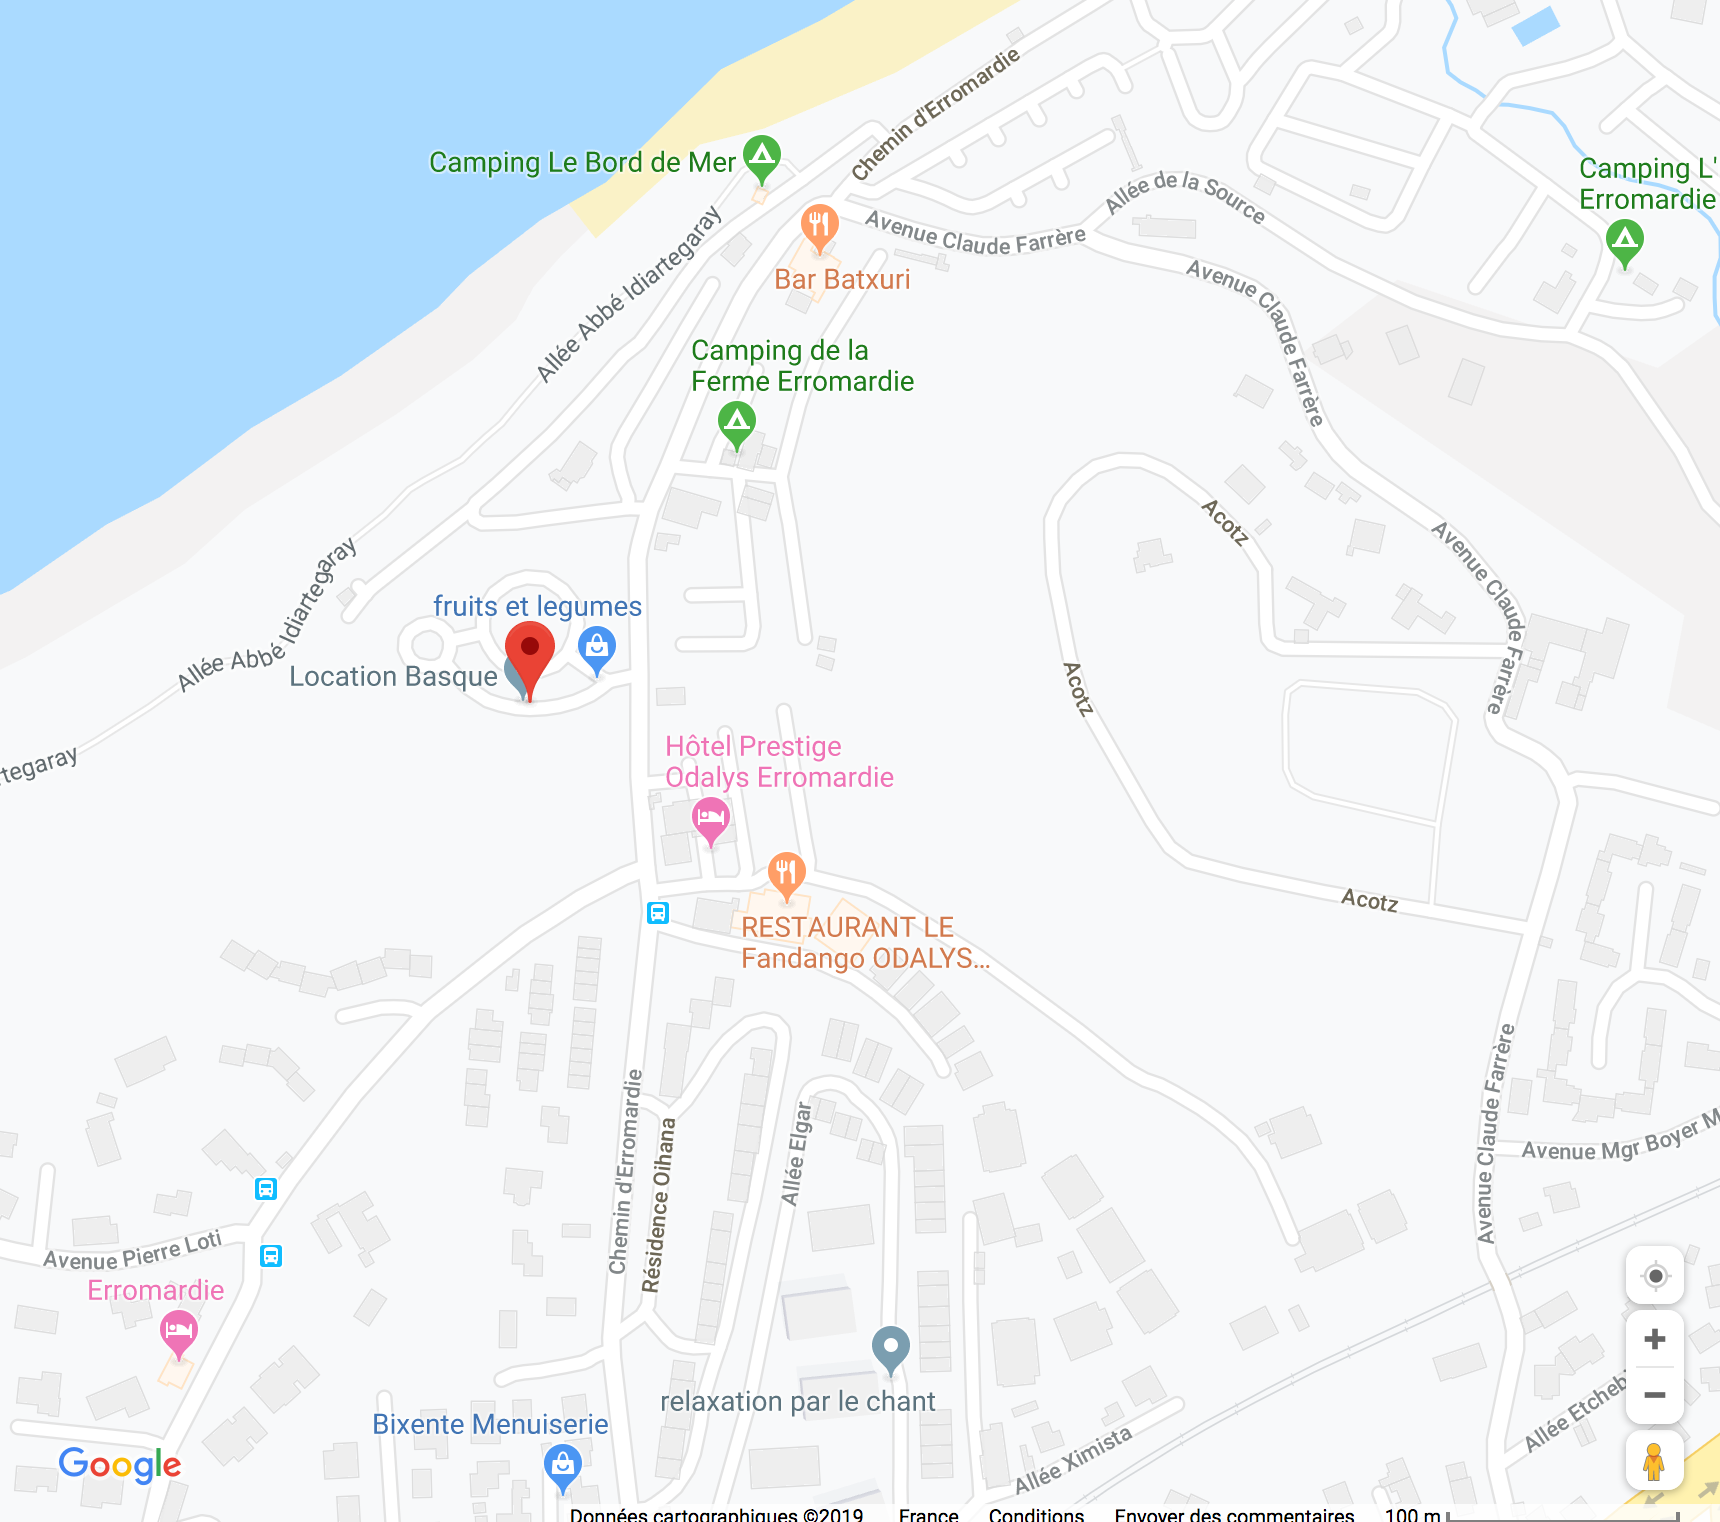 Chemin d'Erromardie
Camping Le Bord de Mer
Camping L'
Erromardie
Allée de la Source
Avenue Claude Farrère
Allée Abbé Idiartegaray
Bar Batxuri
Avenue Claude Farrère
Camping de la
Ferme Erromardie
Acotz
Avenue Claude Farrère
Allée Abbé Idiartegaray
fruits et legumes
Location Basque
Acotz
rtegaray
Hôtel Prestige
Odalys Erromardie
Acotz
RESTAURANT LE
Fandango ODALYS...
Avenue Claude Farrère
Chemin d'Erromardie
Résidence Oihana
Allée Elgar
Avenue Mgr Boyer M
Avenue Pierre Loti
Erromardie
relaxation par le chant
Bixente Menuiserie
Allée Ximista
Allée Etcheb
Google
Données cartographiques ©2019 France Conditions Envoyer des commentaires 100 m